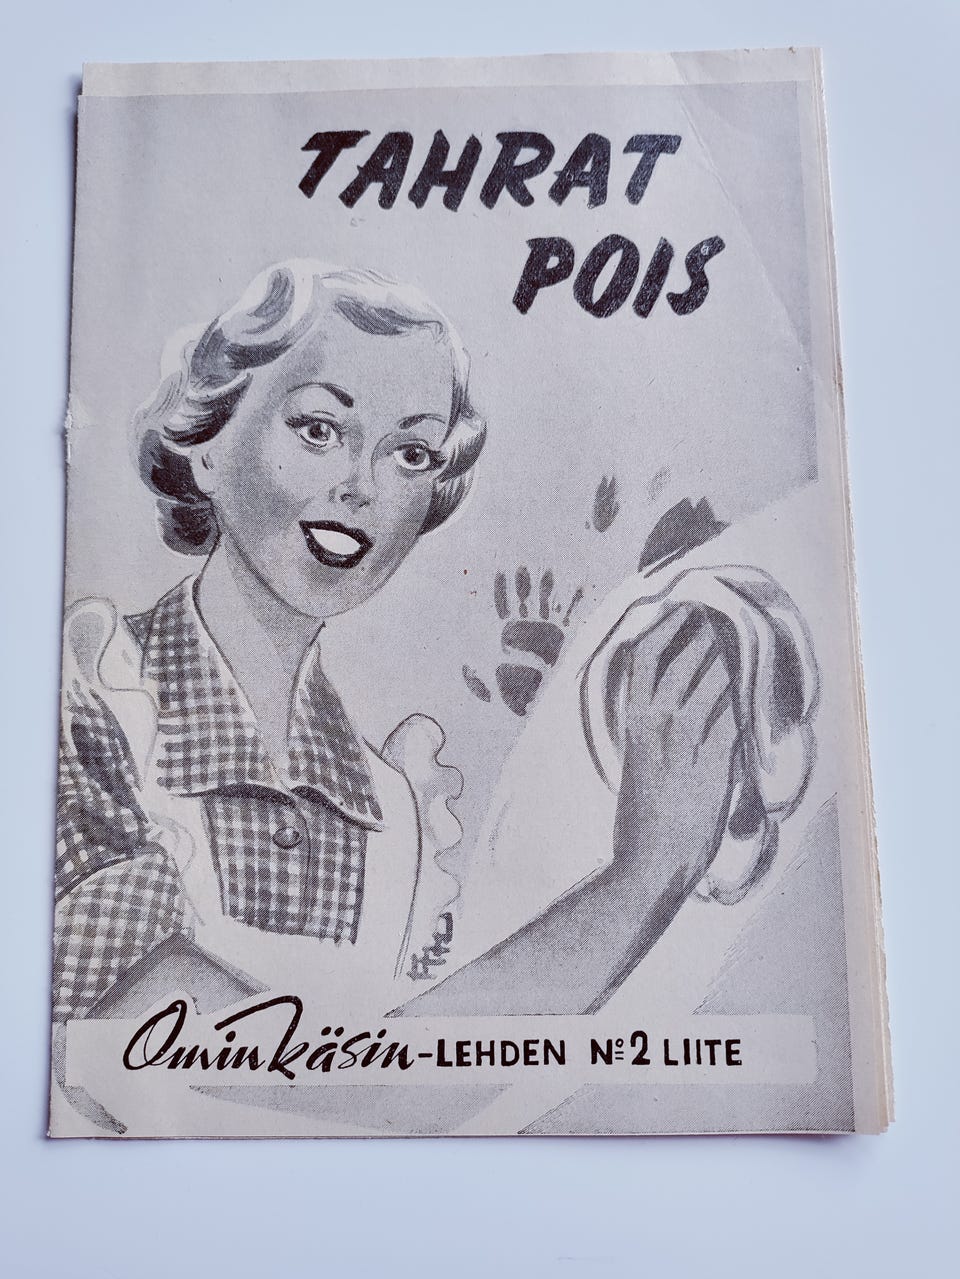 TAHRAT
POIS
Omin käsin-LEHDEN Nº2 LIITE